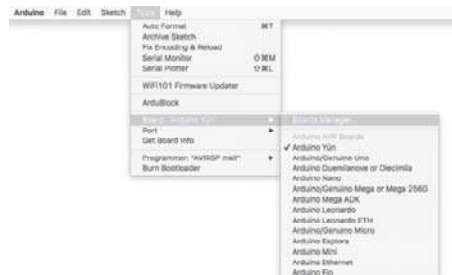 Arduino File Edit Sketch Tools Help
Auto Format ⌘T
Archive Sketch
Fix Encoding & Reload
Serial Monitor ⇧⌘M
Serial Plotter ⇧⌘L
WiFi101 Firmware Updater
ArduBlock
Board: "Arduino Yún"
Port
Get Board Info
Programmer: "AVRISP mkII"
Burn Bootloader
Boards Manager...
Arduino AVR Boards
✓ Arduino Yún
Arduino/Genuino Uno
Arduino Duemilanove or Diecimila
Arduino Nano
Arduino/Genuino Mega or Mega 2560
Arduino Mega ADK
Arduino Leonardo
Arduino Leonardo ETH
Arduino/Genuino Micro
Arduino Esplora
Arduino Mini
Arduino Ethernet
Arduino Fio